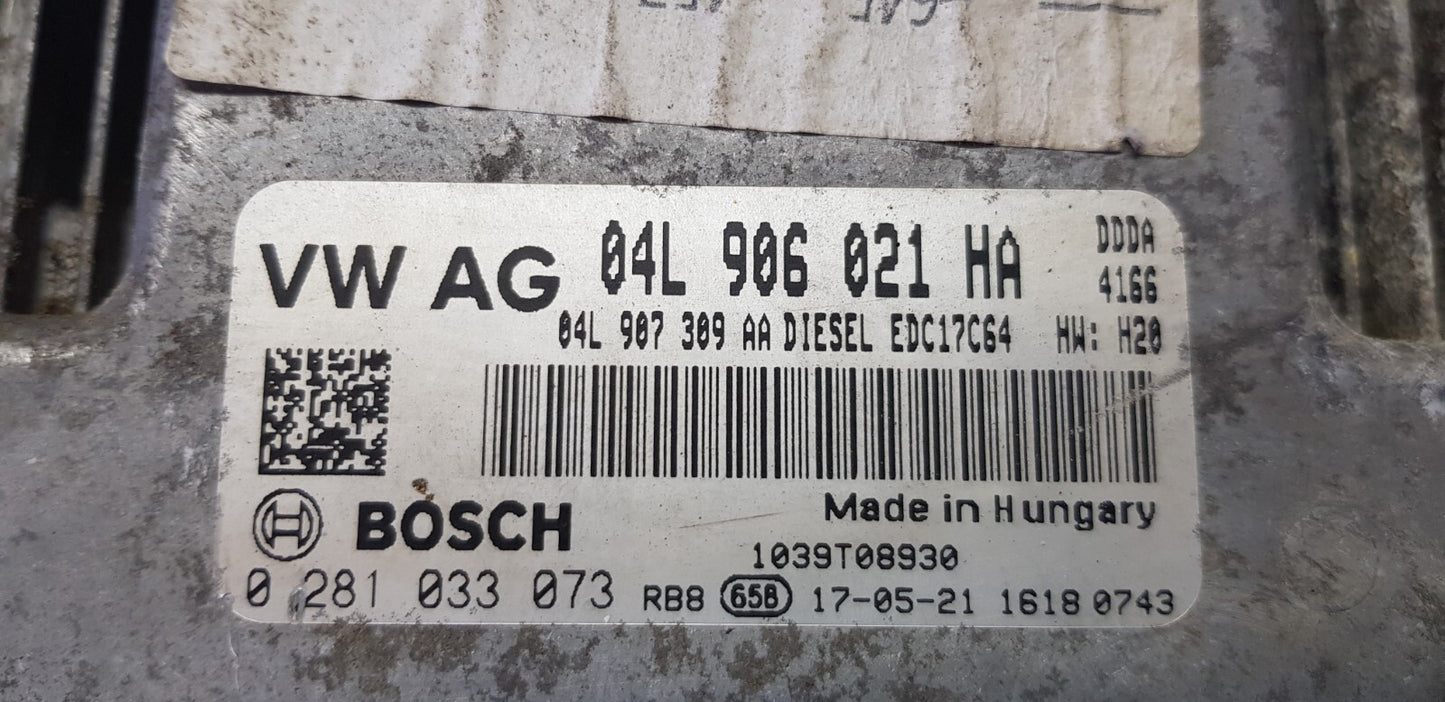 VW AG 04L 906 021 HA DDDA
4166
04L 907 309 AA DIESEL EDC17C64 HW: H20
BOSCH Made in Hungary
1039T08930
0 281 033 073 RB8 65B 17-05-21 1618 0743